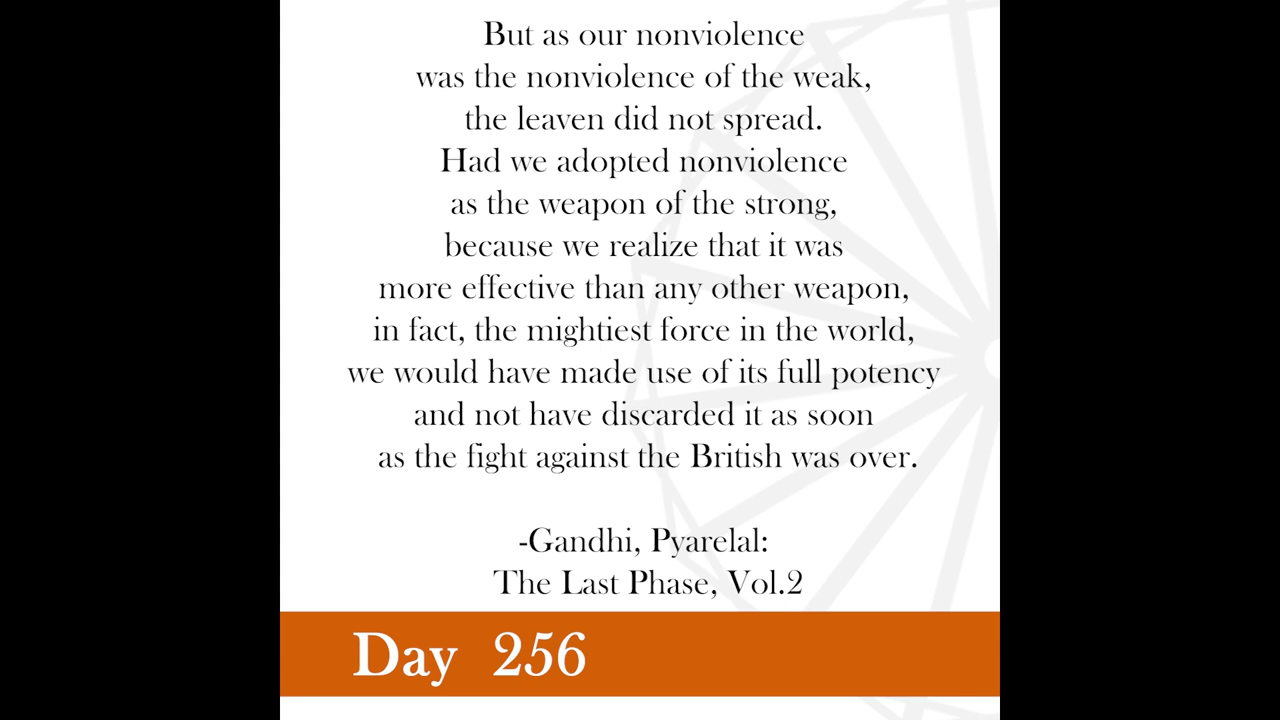 But as our nonviolence
was the nonviolence of the weak,
the leaven did not spread.
Had we adopted nonviolence
as the weapon of the strong,
because we realize that it was
more effective than any other weapon,
in fact, the mightiest force in the world,
we would have made use of its full potency
and not have discarded it as soon
as the fight against the British was over.
-Gandhi, Pyarelal:
The Last Phase, Vol.2
Day 256